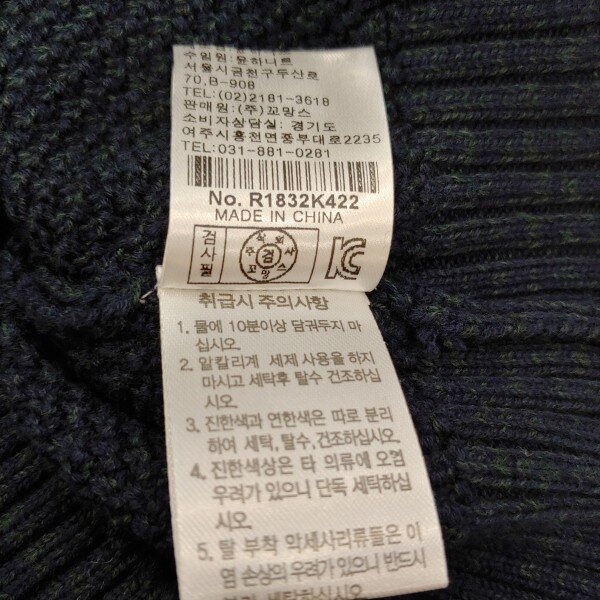 수입원: 윤하니트
서울시금천구두산로
70,B-908
TEL:(02)2181-3618
판매원:(주)꼬망스
소비자상담실: 경기도
여주시흥천면중부대로2235
TEL:031-881-0281
No. R1832K422
MADE IN CHINA
검사필
주식회사
검
꼬망스
취급시 주의사항
1. 물에 10분이상 담궈두지 마
십시오.
2. 알칼리계 세제 사용을 하지
마시고 세탁후 탈수 건조하십
시오.
3. 진한색과 연한색은 따로 분리
하여 세탁,탈수,건조하십시오.
4. 진한색상은 타 의류에 오염
우려가 있으니 단독 세탁하십
시오.
5. 탈 부착 악세사리류들은 이
염 손상의 우려가 있으니 반드시